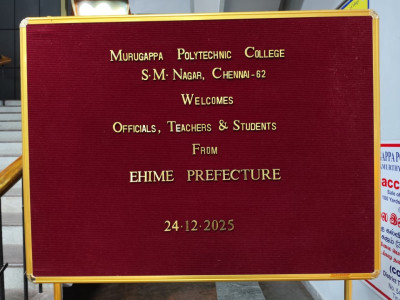 Murugappa Polytechnic College
S·M·Nagar, Chennai-62
Welcomes
Officials, Teachers & Students
From
EHIME PREFECTURE
24·12·2025